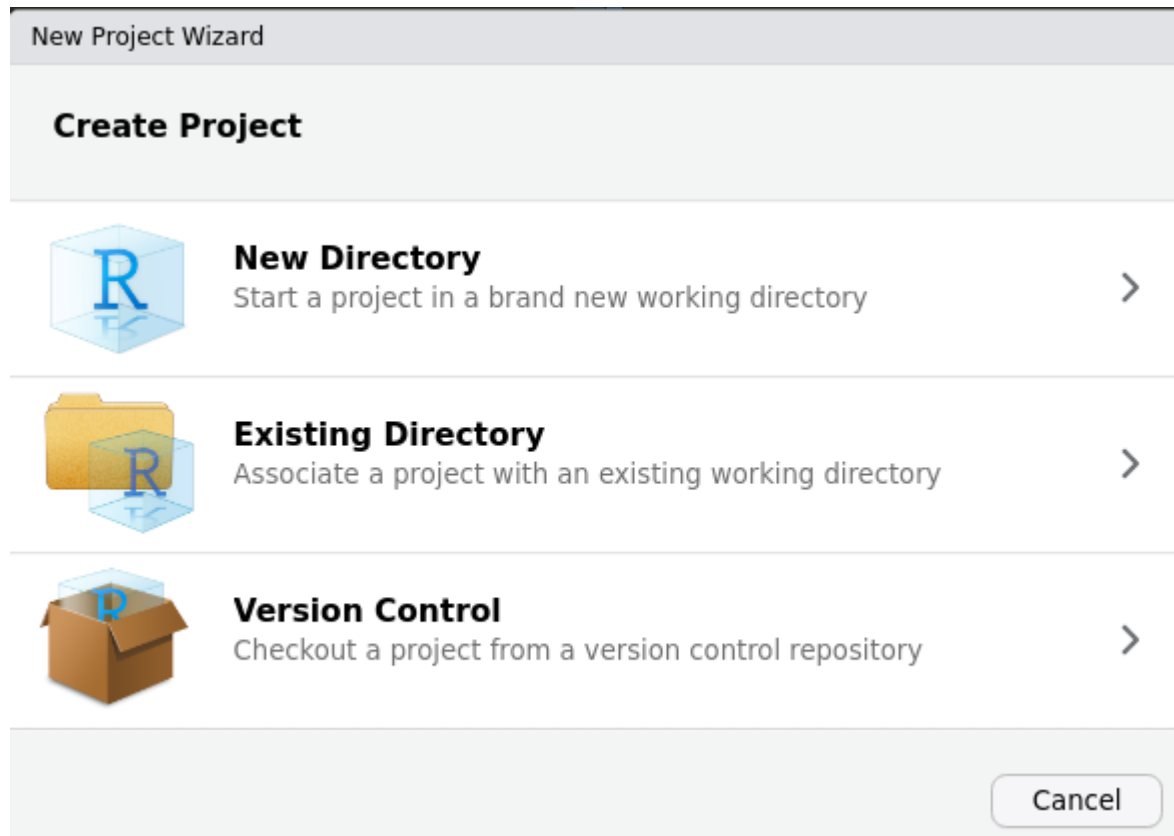 New Project Wizard
Create Project
R
New Directory
Start a project in a brand new working directory
R
Existing Directory
Associate a project with an existing working directory
R
Version Control
Checkout a project from a version control repository
Cancel